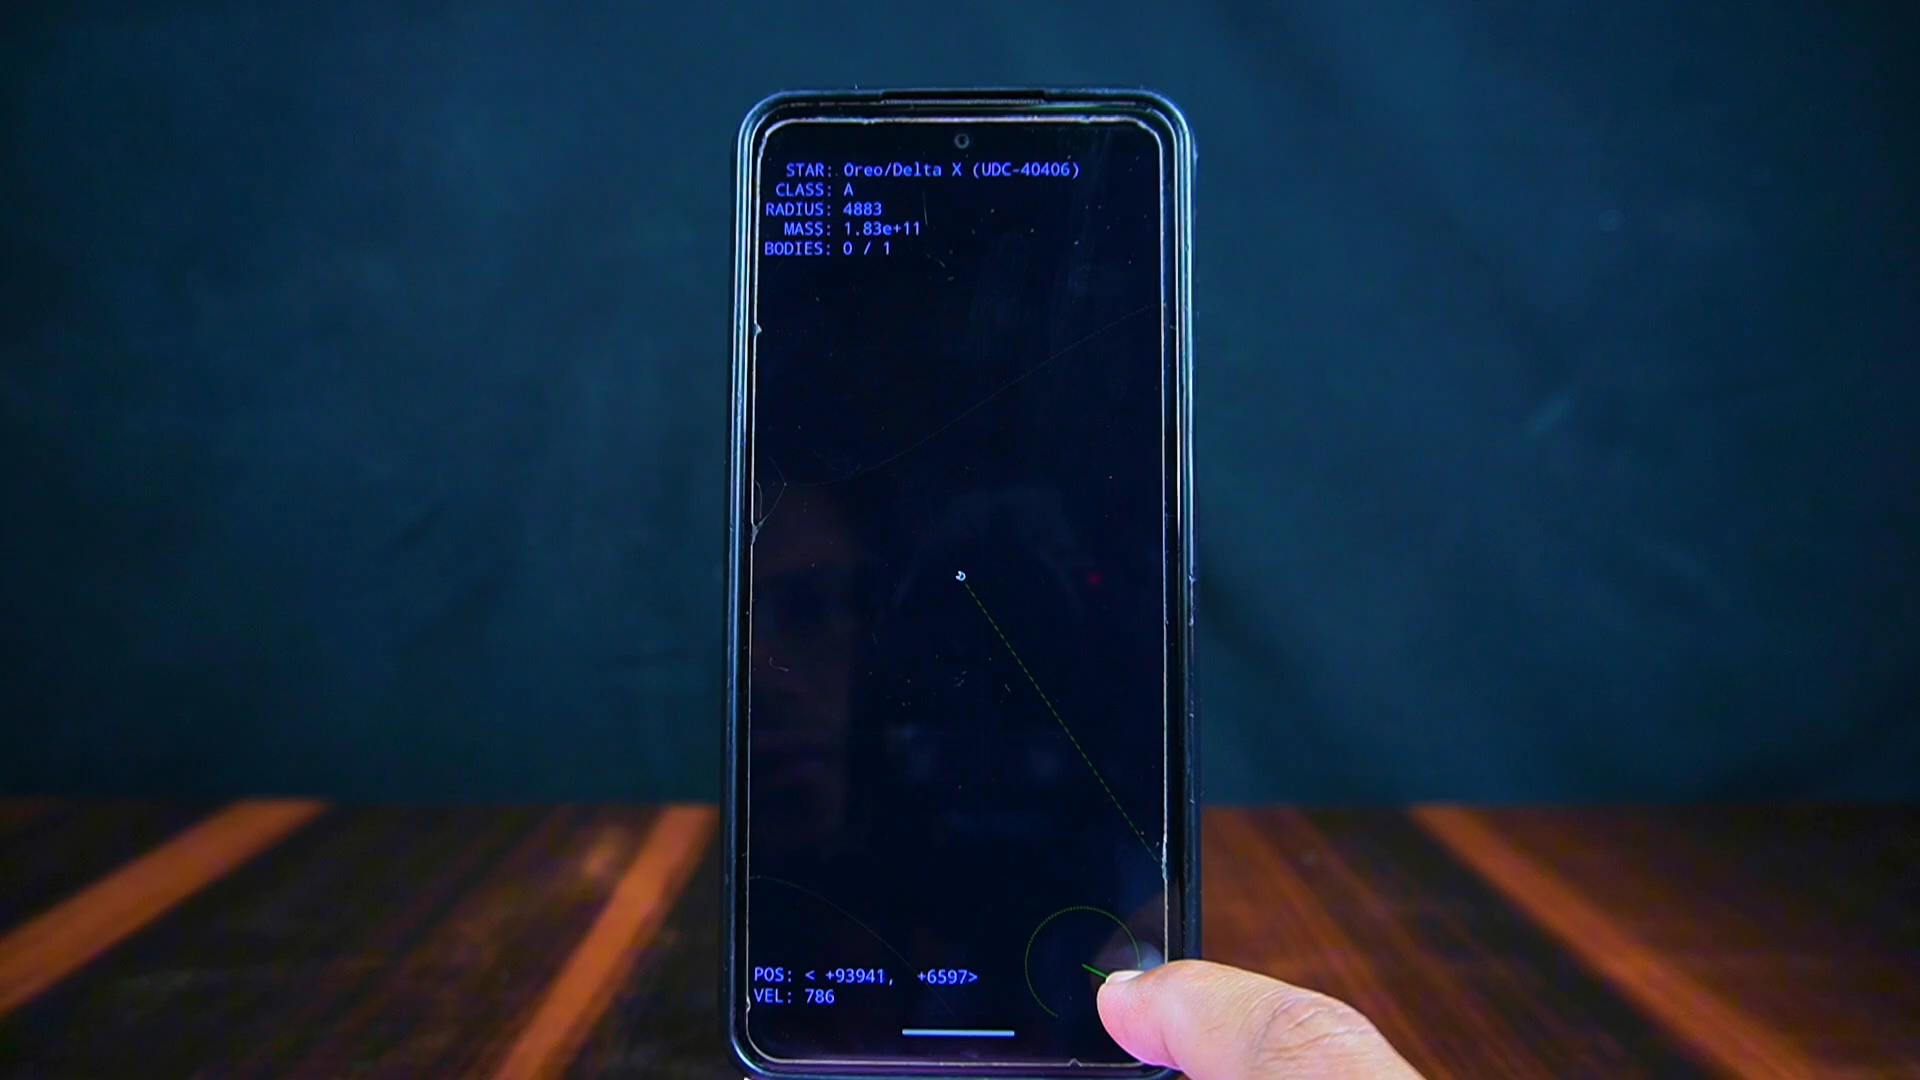 STAR: Oreo/Delta X (UDC-40406)
CLASS: A
RADIUS: 4883
MASS: 1.83e+11
BODIES: 0 / 1
POS: < +93941, +6597>
VEL: 786